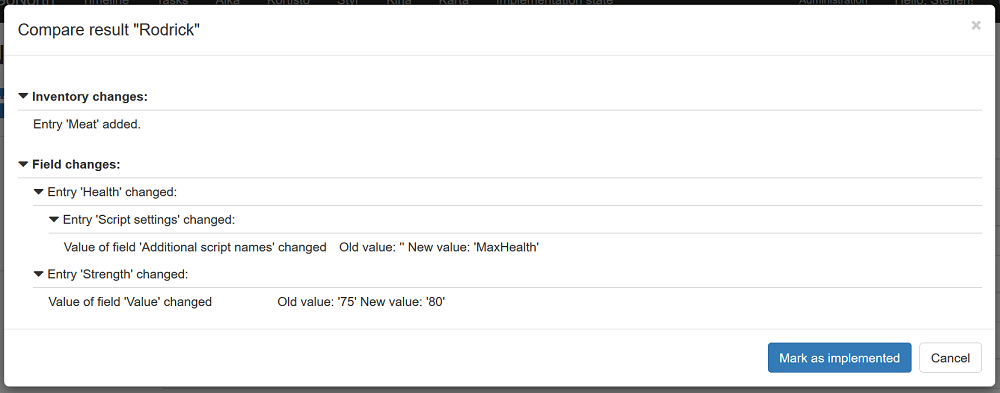 Compare result "Rodrick"
×
Inventory changes:
Entry 'Meat' added.
Field changes:
Entry 'Health' changed:
Entry 'Script settings' changed:
Value of field 'Additional script names' changed Old value: '' New value: 'MaxHealth'
Entry 'Strength' changed:
Value of field 'Value' changed Old value: '75' New value: '80'
Mark as implemented Cancel